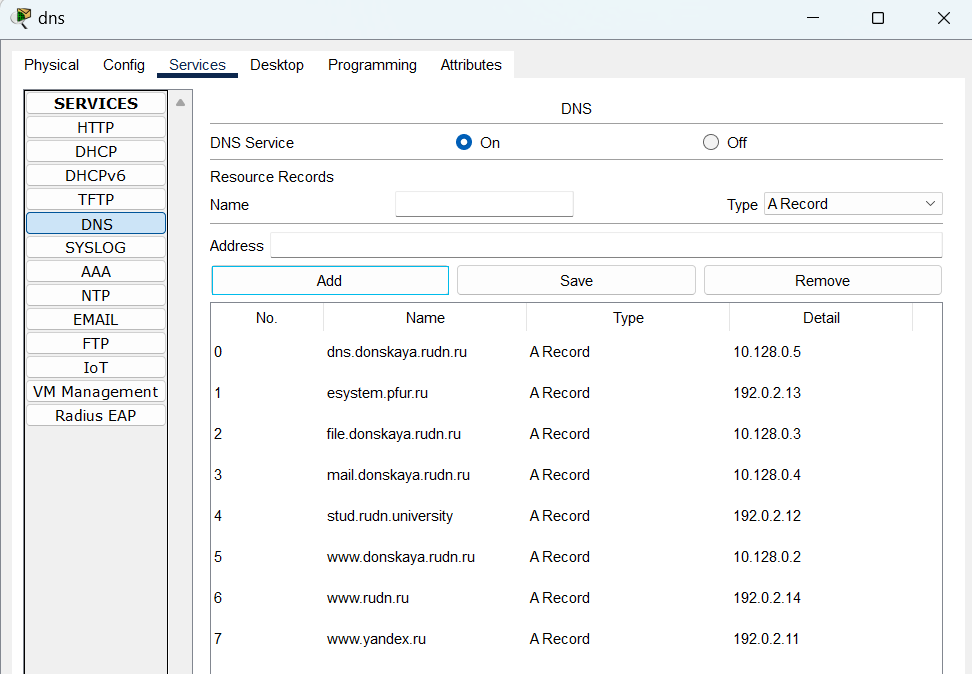 dns
Physical Config Services Desktop Programming Attributes
SERVICES
HTTP
DHCP
DHCPv6
TFTP
DNS
SYSLOG
AAA
NTP
EMAIL
FTP
IoT
VM Management
Radius EAP
DNS
DNS Service On Off
Resource Records
Name Type A Record
Address
Add Save Remove
No. Name Type Detail
0 dns.donskaya.rudn.ru A Record 10.128.0.5
1 esystem.pfur.ru A Record 192.0.2.13
2 file.donskaya.rudn.ru A Record 10.128.0.3
3 mail.donskaya.rudn.ru A Record 10.128.0.4
4 stud.rudn.university A Record 192.0.2.12
5 www.donskaya.rudn.ru A Record 10.128.0.2
6 www.rudn.ru A Record 192.0.2.14
7 www.yandex.ru A Record 192.0.2.11